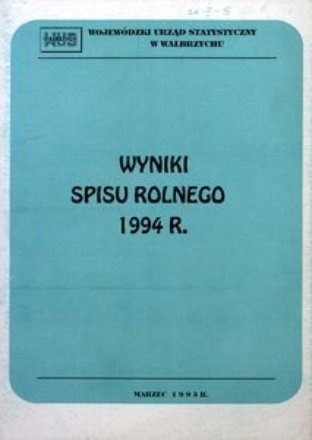 WOJEWÓDZKI URZĄD STATYSTYCZNY
W WAŁBRZYCHU
WYNIKI
SPISU ROLNEGO
1994 R.
MARZEC 1995 R.